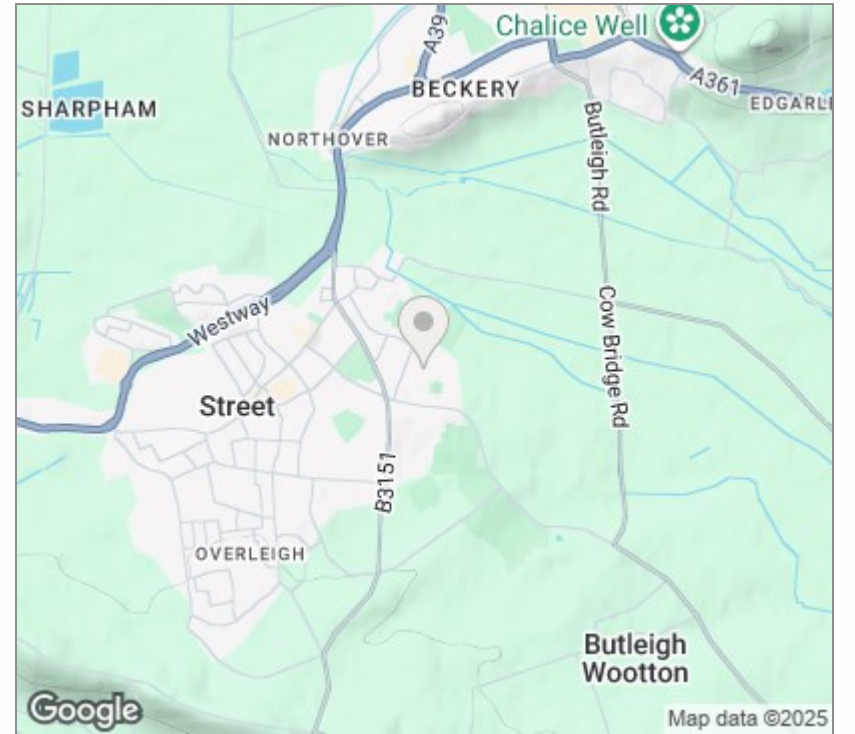 Chalice Well
A39
BECKERY
A361
SHARPHAM
EDGARLE
NORTHOVER
Butleigh Rd
Westway
Cow Bridge Rd
Street
B3151
OVERLEIGH
Butleigh
Wootton
Google
Map data ©2025